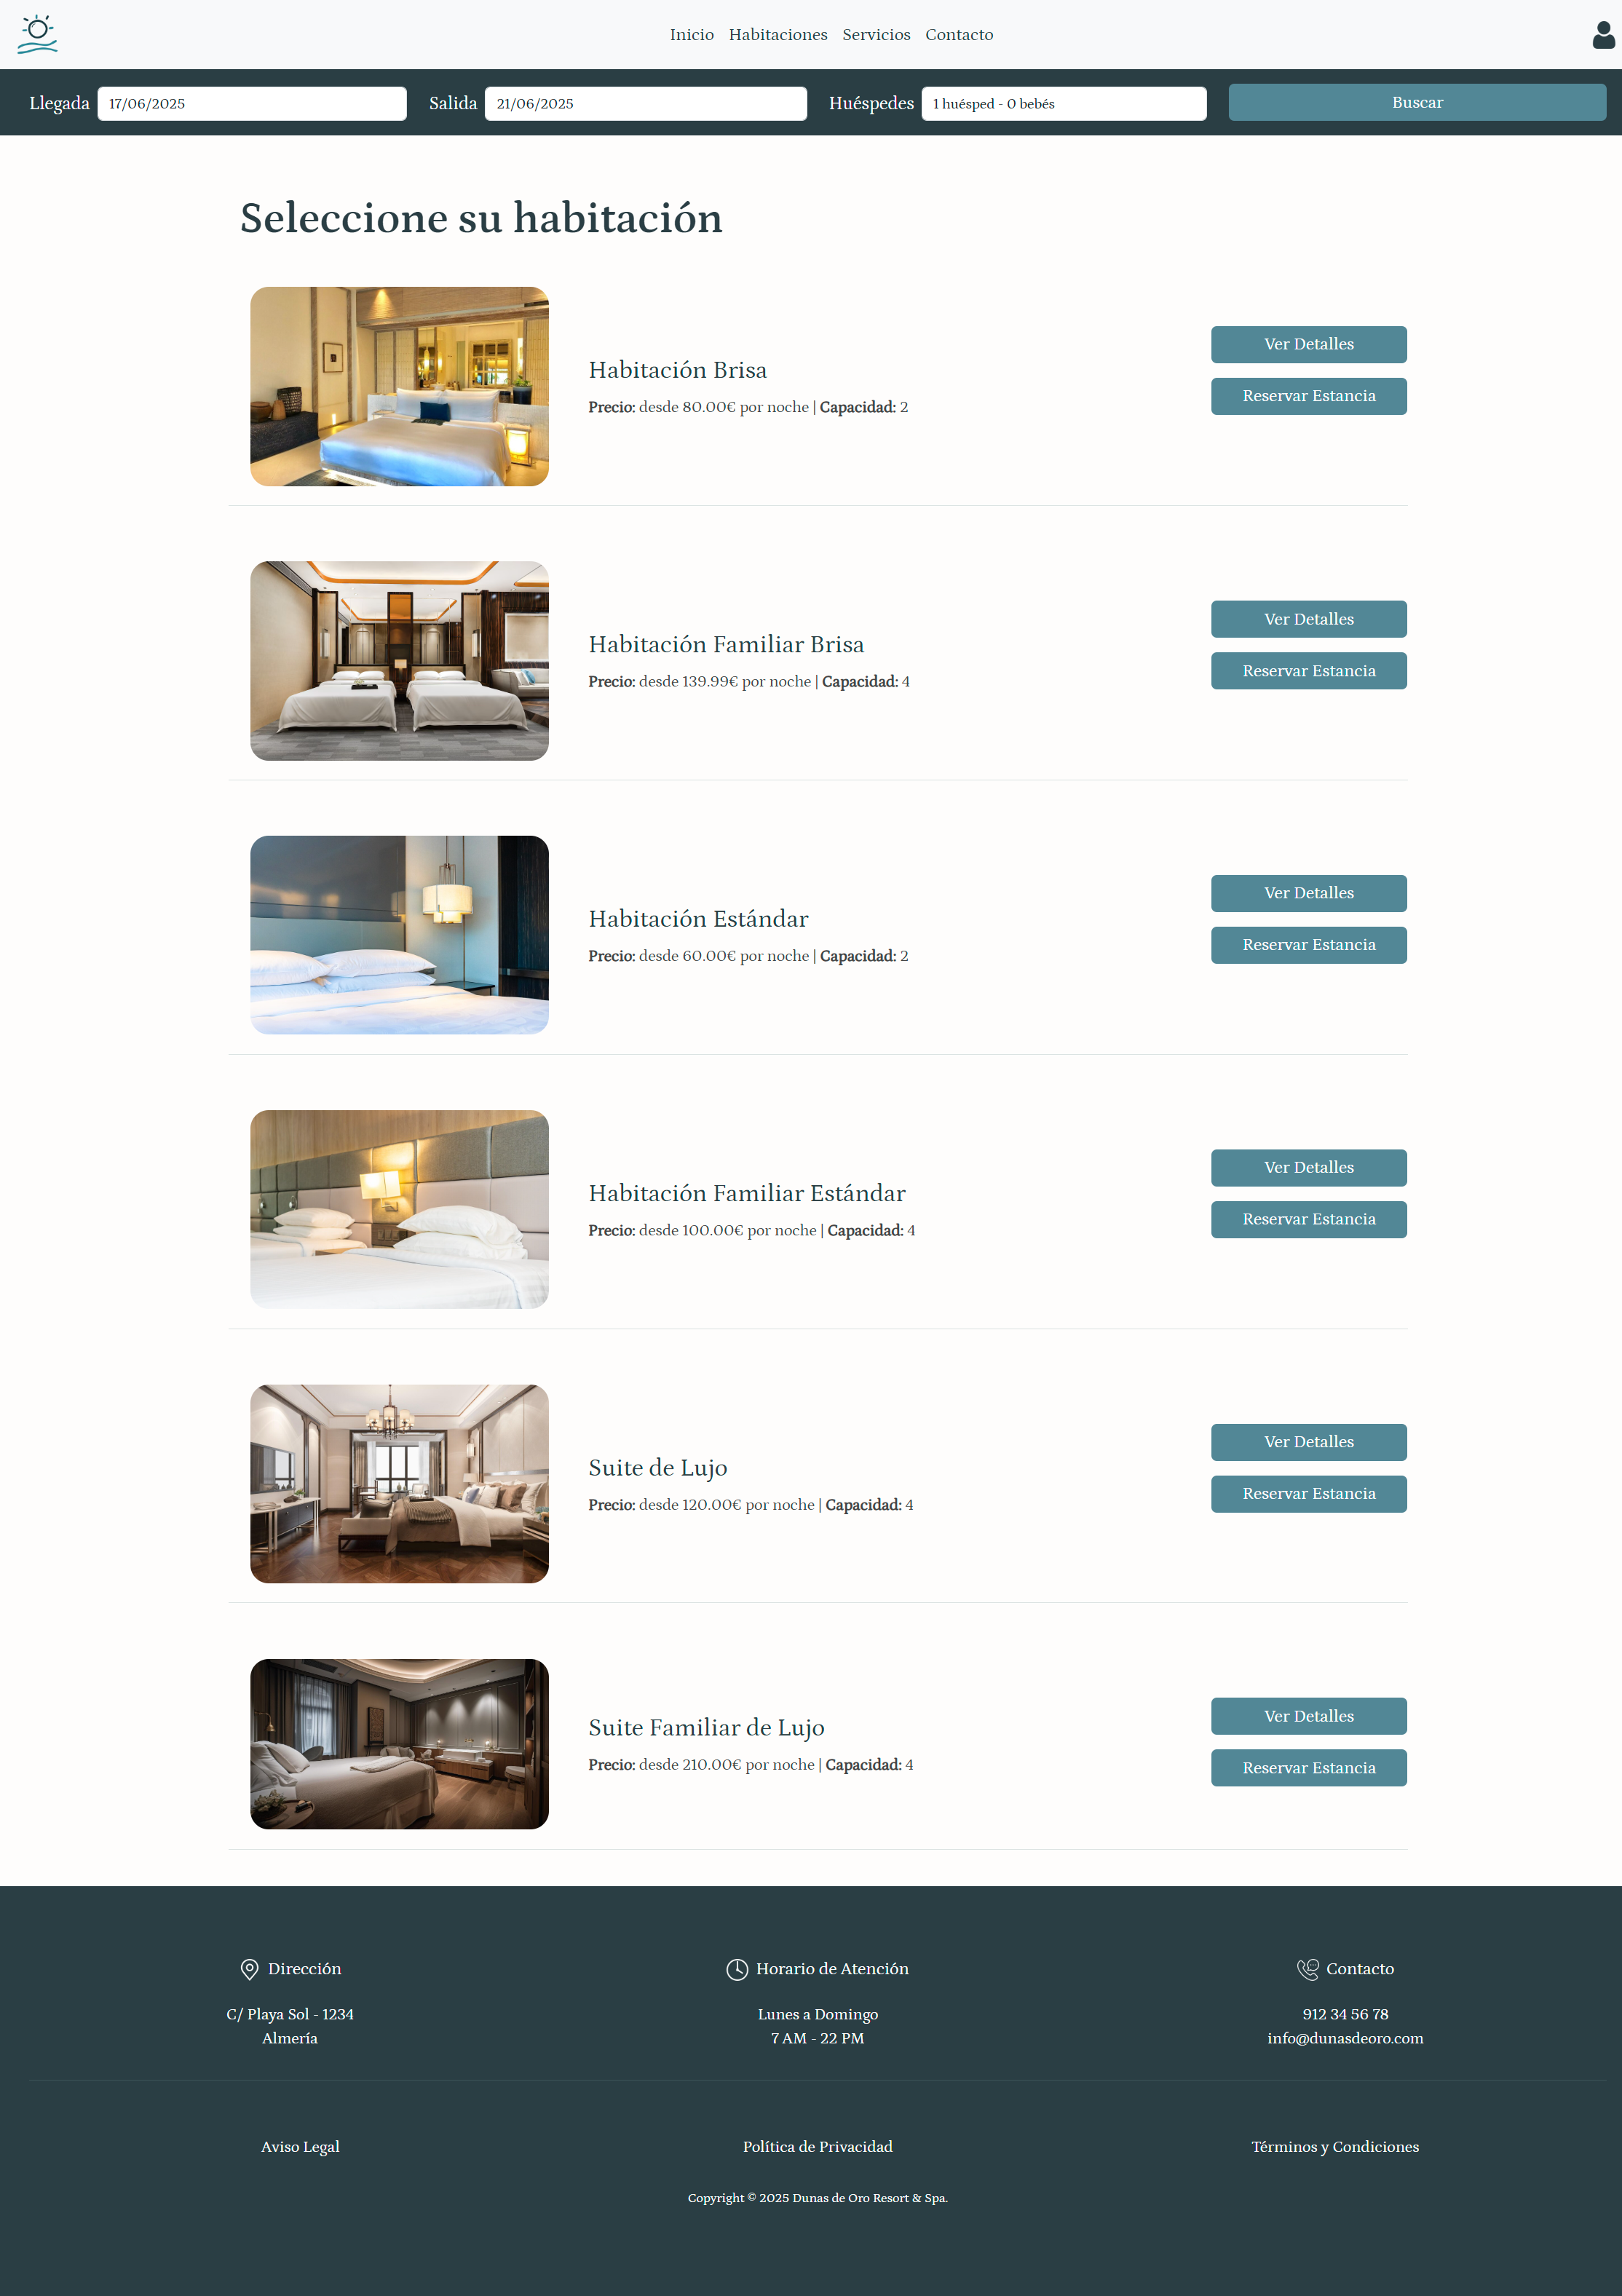 Inicio Habitaciones Servicios Contacto
Llegada 17/06/2025 Salida 21/06/2025 Huéspedes 1 huésped - 0 bebés Buscar
Seleccione su habitación
Habitación Brisa
Precio: desde 80.00€ por noche | Capacidad: 2
Ver Detalles
Reservar Estancia
Habitación Familiar Brisa
Precio: desde 139.99€ por noche | Capacidad: 4
Ver Detalles
Reservar Estancia
Habitación Estándar
Precio: desde 60.00€ por noche | Capacidad: 2
Ver Detalles
Reservar Estancia
Habitación Familiar Estándar
Precio: desde 100.00€ por noche | Capacidad: 4
Ver Detalles
Reservar Estancia
Suite de Lujo
Precio: desde 120.00€ por noche | Capacidad: 4
Ver Detalles
Reservar Estancia
Suite Familiar de Lujo
Precio: desde 210.00€ por noche | Capacidad: 4
Ver Detalles
Reservar Estancia
Dirección
C/ Playa Sol - 1234
Almería
Horario de Atención
Lunes a Domingo
7 AM - 22 PM
Contacto
912 34 56 78
info@dunasdeoro.com
Aviso Legal
Política de Privacidad
Términos y Condiciones
Copyright © 2025 Dunas de Oro Resort & Spa.